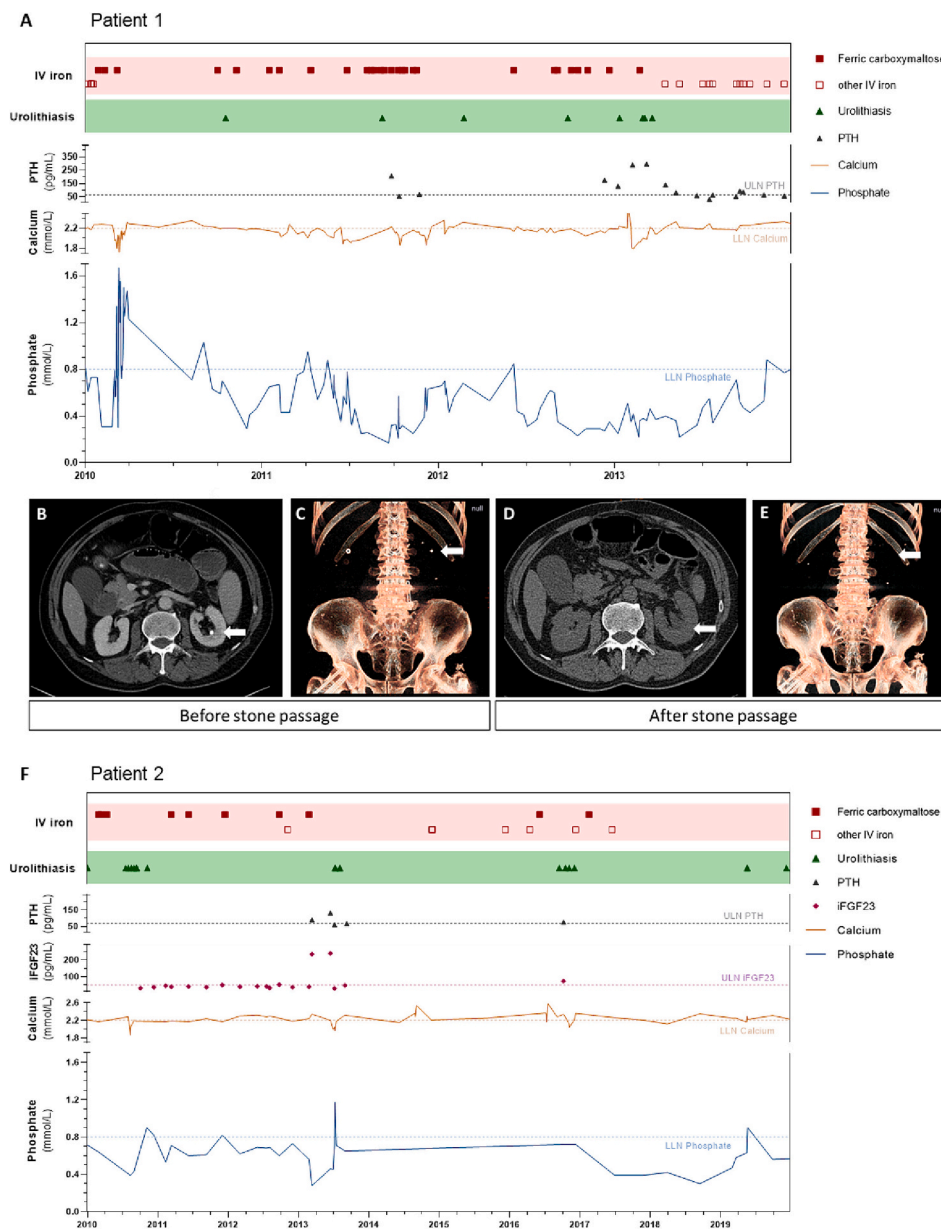 A Patient 1
IV iron
Ferric carboxymaltose
other IV iron
Urolithiasis
Urolithiasis
PTH
Calcium
Phosphate
PTH
(pg/mL)
350
250
150
50
ULN PTH
Calcium
(mmol/L)
2.2
1.8
LLN Calcium
Phosphate
(mmol/L)
1.6
1.2
0.8
0.4
0.0
LLN Phosphate
2010 2011 2012 2013
B C null D E null
Before stone passage After stone passage
F Patient 2
IV iron
Ferric carboxymaltose
other IV iron
Urolithiasis
Urolithiasis
PTH
iFGF23
Calcium
Phosphate
PTH
(pg/mL)
150
50
ULN PTH
iFGF23
(pg/mL)
200
100
ULN iFGF23
Calcium
(mmol/L)
2.6
2.2
1.8
LLN Calcium
Phosphate
(mmol/L)
1.6
1.2
0.8
0.4
0.0
LLN Phosphate
2010 2011 2012 2013 2014 2015 2016 2017 2018 2019